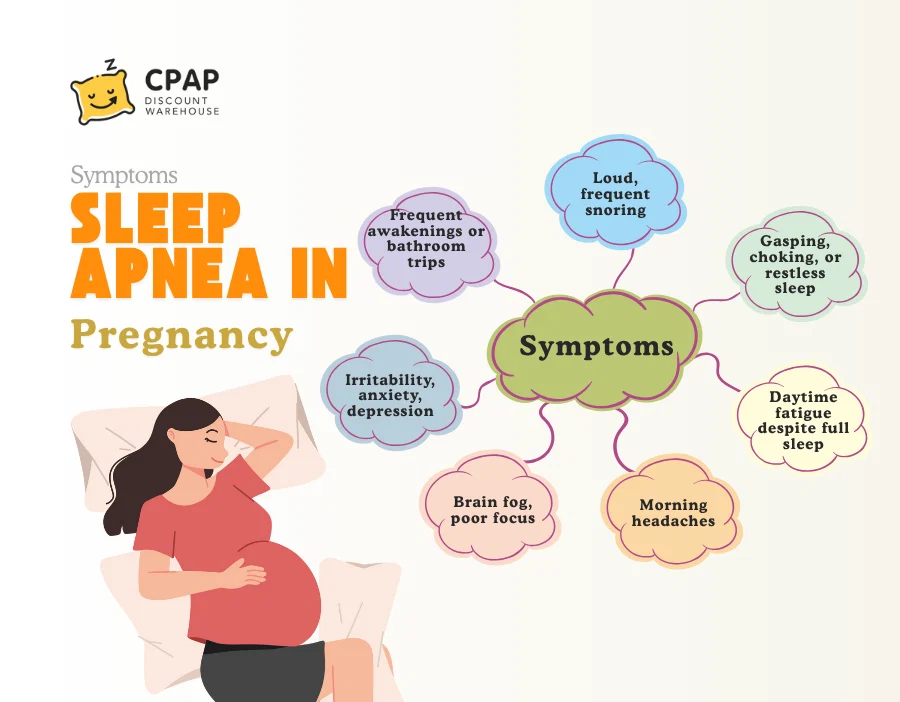 Z
CPAP
DISCOUNT
WAREHOUSE
Symptoms
SLEEP
APNEA IN
Pregnancy
Symptoms
Loud,
frequent
snoring
Gasping,
choking, or
restless
sleep
Daytime
fatigue
despite full
sleep
Morning
headaches
Brain fog,
poor focus
Irritability,
anxiety,
depression
Frequent
awakenings or
bathroom
trips